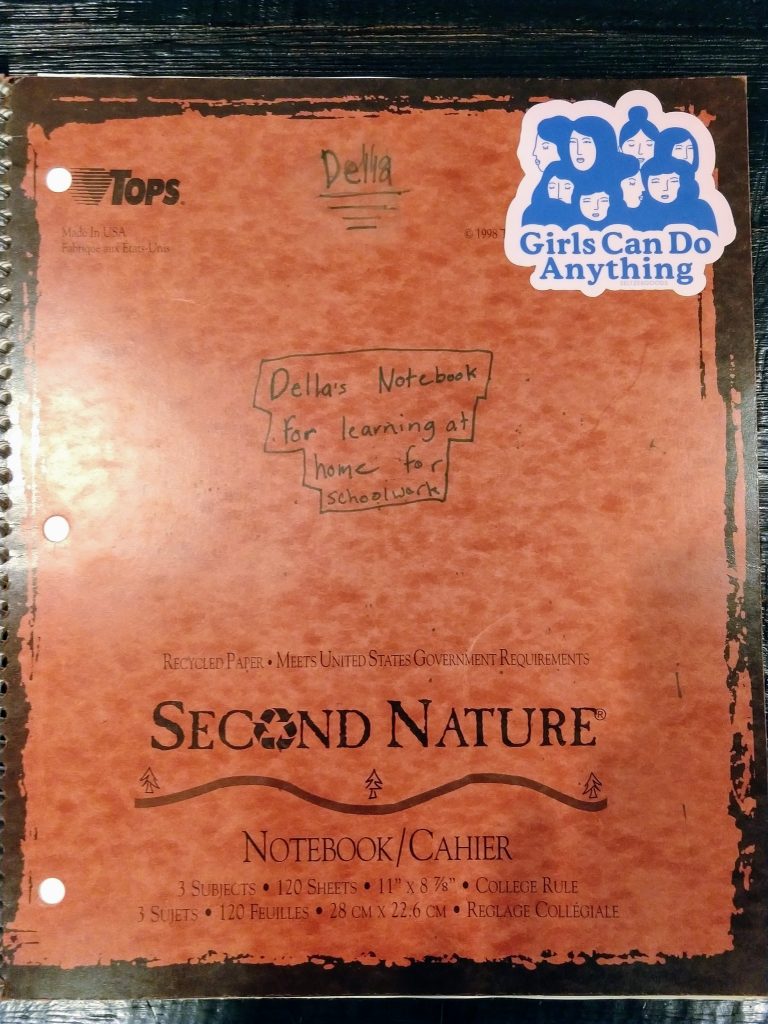 Della
TOPS
Made In USA
Fabriqué aux États-Unis
© 1998
Girls Can Do
Anything
Della's Notebook
for learning at
home for
schoolwork
RECYCLED PAPER • MEETS UNITED STATES GOVERNMENT REQUIREMENTS
SECOND NATURE®
NOTEBOOK/CAHIER
3 SUBJECTS • 120 SHEETS • 11" X 8 7/8" • COLLEGE RULE
3 SUJETS • 120 FEUILLES • 28 CM X 22.6 CM • REGLAGE COLLÉGIALE